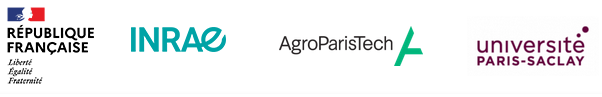 RÉPUBLIQUE
FRANÇAISE
Liberté
Égalité
Fraternité
INRAE
AgroParisTech
université
PARIS-SACLAY